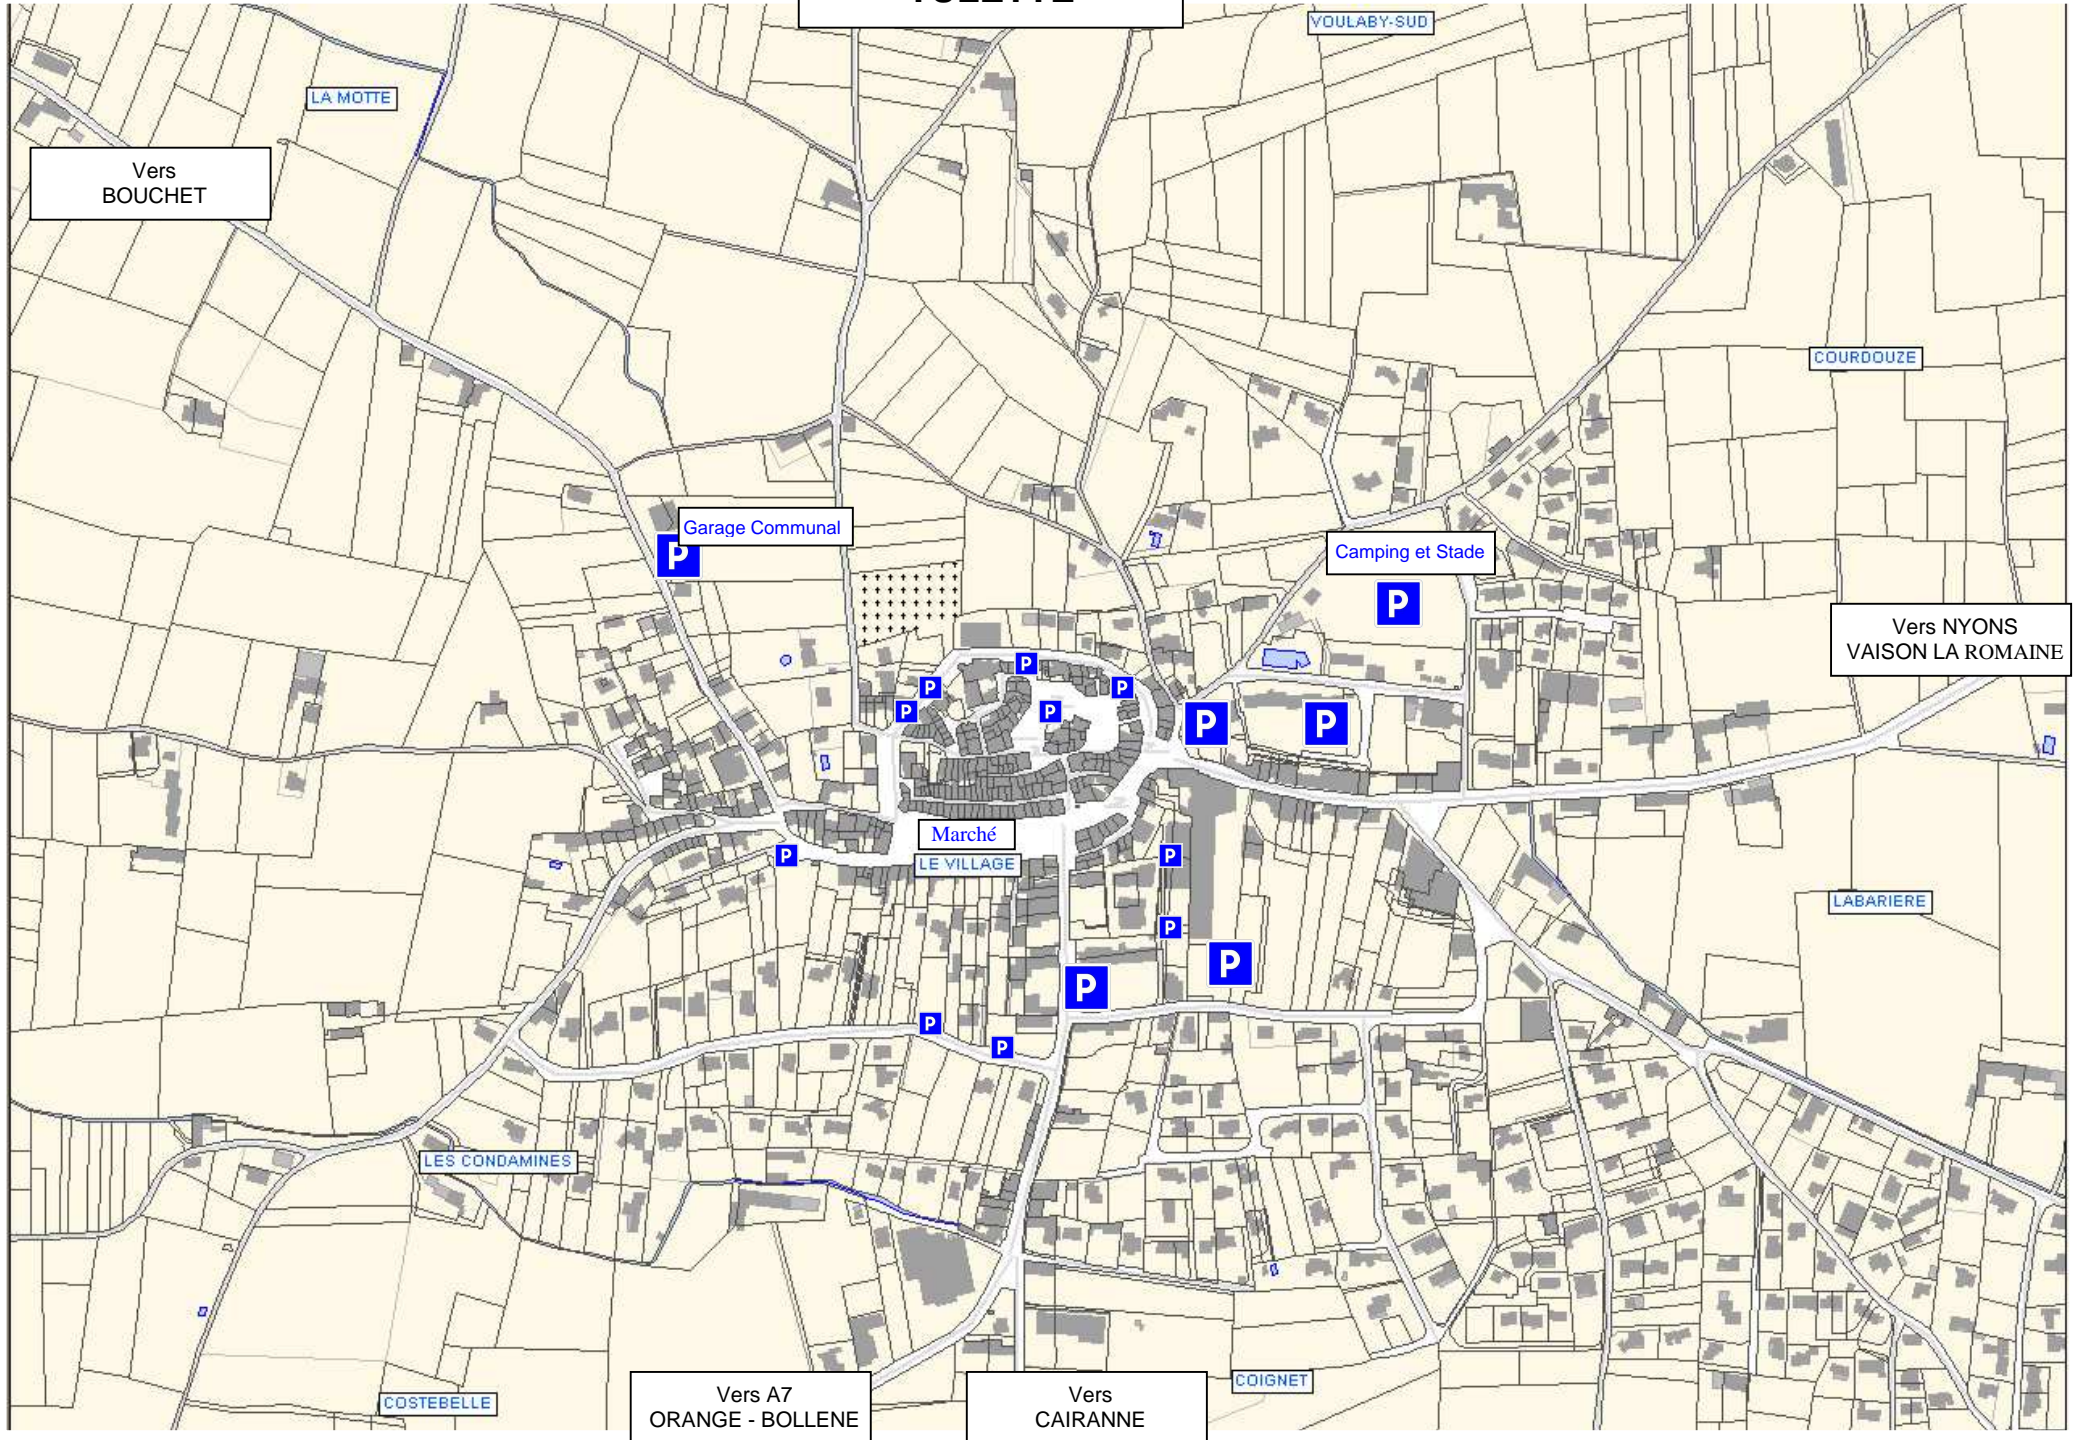 VOULABY-SUD
LA MOTTE
Vers
BOUCHET
COURDOUZE
Garage Communal
P
Camping et Stade
P
Vers NYONS
VAISON LA ROMAINE
P
P
P
P
P
P
P
Marché
LE VILLAGE
P
P
LABARIERE
P
P
P
P
P
LES CONDAMINES
COIGNET
COSTEBELLE
Vers A7
ORANGE - BOLLENE
Vers
CAIRANNE